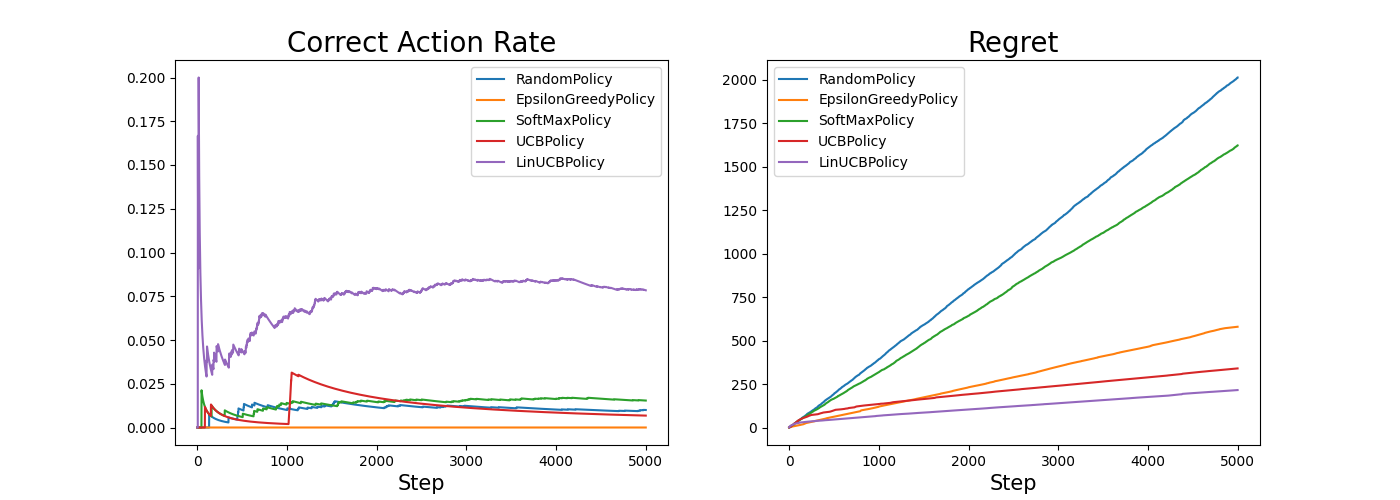 Correct Action Rate
0.200
0.175
0.150
0.125
0.100
0.075
0.050
0.025
0.000
RandomPolicy
EpsilonGreedyPolicy
SoftMaxPolicy
UCBPolicy
LinUCBPolicy
0 1000 2000 3000 4000 5000
Step
Regret
2000
1750
1500
1250
1000
750
500
250
0
RandomPolicy
EpsilonGreedyPolicy
SoftMaxPolicy
UCBPolicy
LinUCBPolicy
0 1000 2000 3000 4000 5000
Step